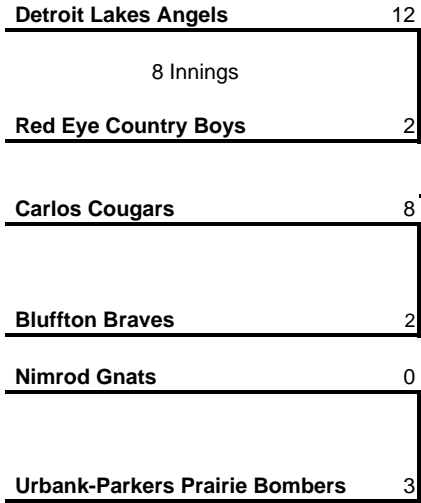 Detroit Lakes Angels 12
8 Innings
Red Eye Country Boys 2
Carlos Cougars 8
Bluffton Braves 2
Nimrod Gnats 0
Urbank-Parkers Prairie Bombers 3